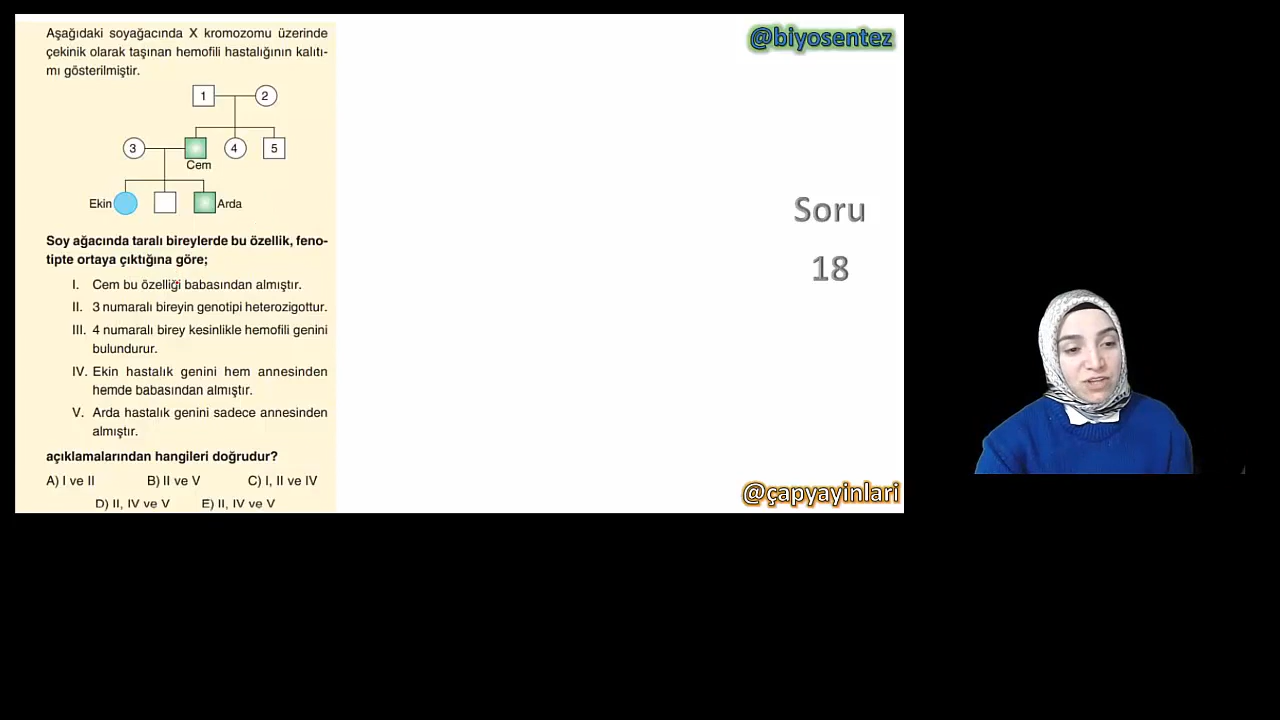 Aşağıdaki soyağacında X kromozomu üzerinde
çekinik olarak taşınan hemofili hastalığının kalıtı-
mı gösterilmiştir.
1
2
3
4
5
Cem
Ekin
Arda
Soy ağacında taralı bireylerde bu özellik, feno-
tipte ortaya çıktığına göre;
I. Cem bu özelliği babasından almıştır.
II. 3 numaralı bireyin genotipi heterozigottur.
III. 4 numaralı birey kesinlikle hemofili genini
bulundurur.
IV. Ekin hastalık genini hem annesinden
hemde babasından almıştır.
V. Arda hastalık genini sadece annesinden
almıştır.
açıklamalarından hangileri doğrudur?
A) I ve II B) II ve V C) I, II ve IV
D) II, IV ve V E) II, IV ve V
@biyosentez
Soru
18
@çapyayinlari